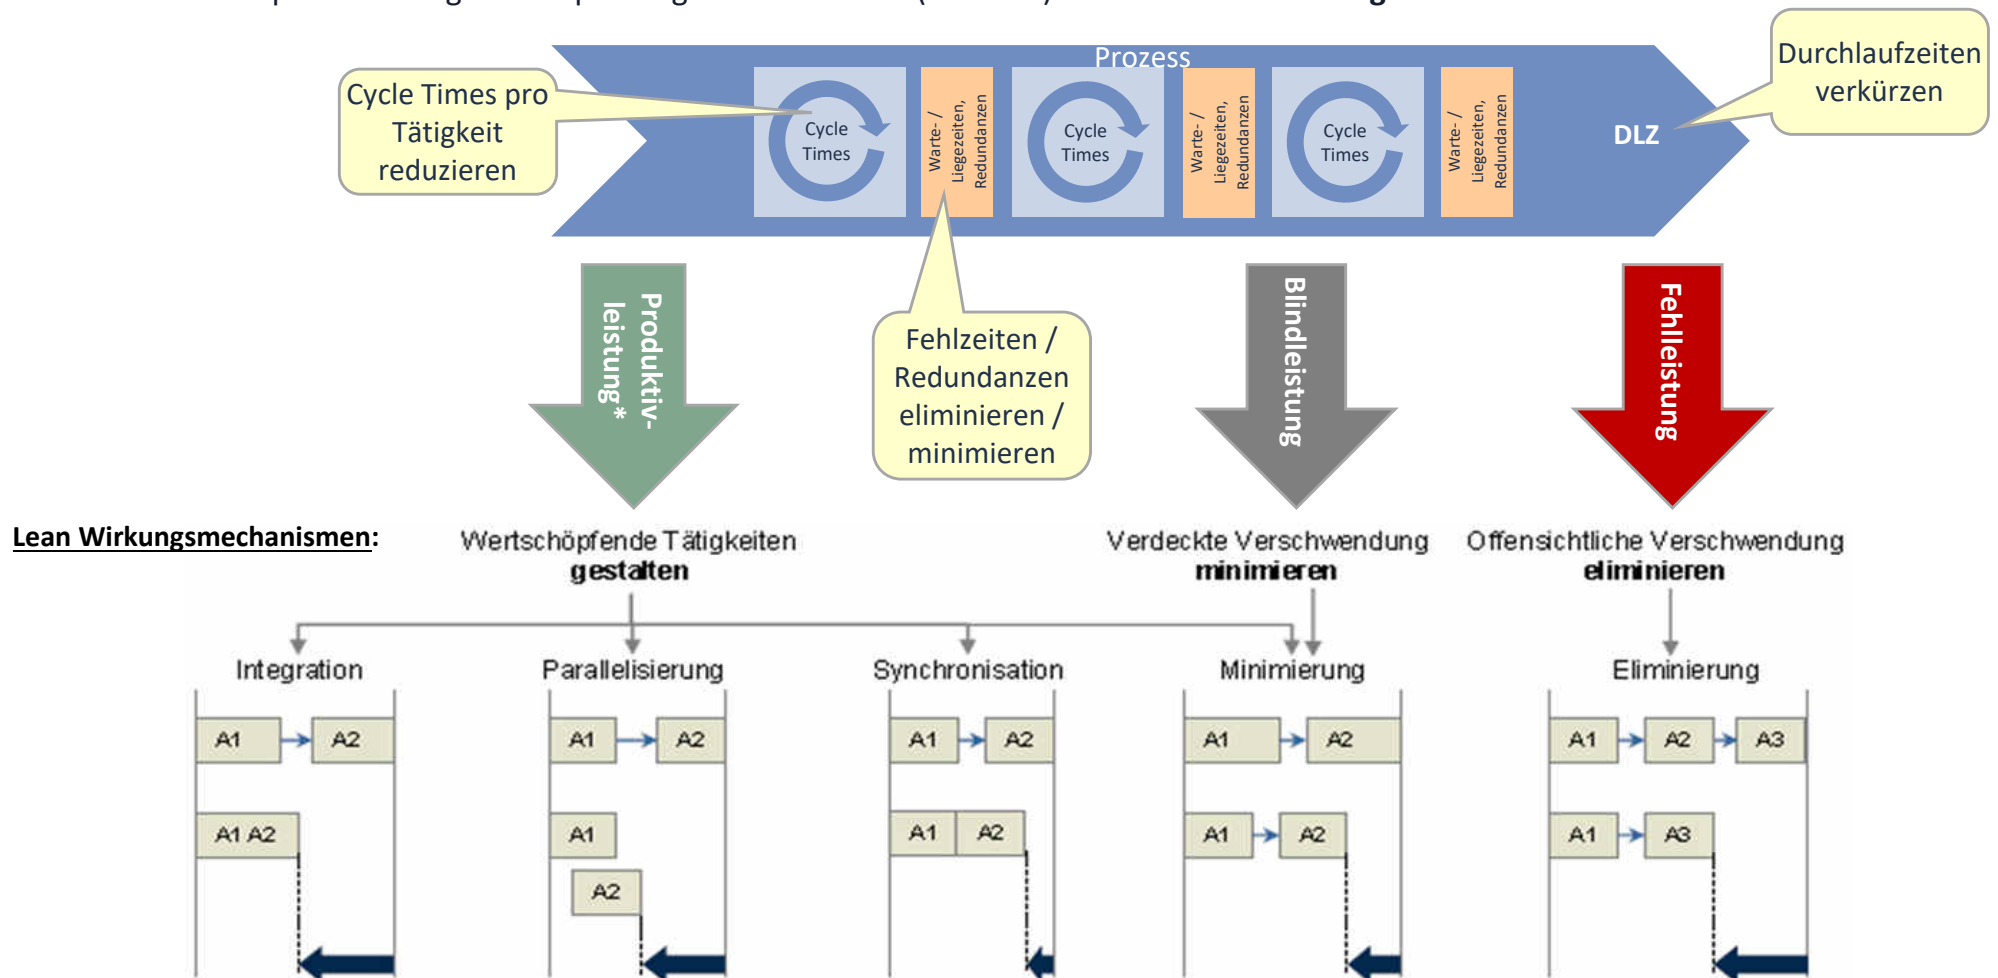 Prozess
Durchlaufzeiten
verkürzen
Cycle Times pro
Tätigkeit
reduzieren
Cycle
Times
Warte- /
Liegezeiten,
Redundanzen
Cycle
Times
Warte- /
Liegezeiten,
Redundanzen
Cycle
Times
Warte- /
Liegezeiten,
Redundanzen
DLZ
Produktiv-
leistung*
Fehlzeiten /
Redundanzen
eliminieren /
minimieren
Blindleistung
Fehlleistung
Lean Wirkungsmechanismen:
Wertschöpfende Tätigkeiten
gestalten
Verdeckte Verschwendung
minimieren
Offensichtliche Verschwendung
eliminieren
Integration
Parallelisierung
Synchronisation
Minimierung
Eliminierung
A1 A2
A1 A2
A1 A2
A1 A2
A1 A2 A3
A1 A2
A1
A2
A1 A2
A1 A2
A1 A3